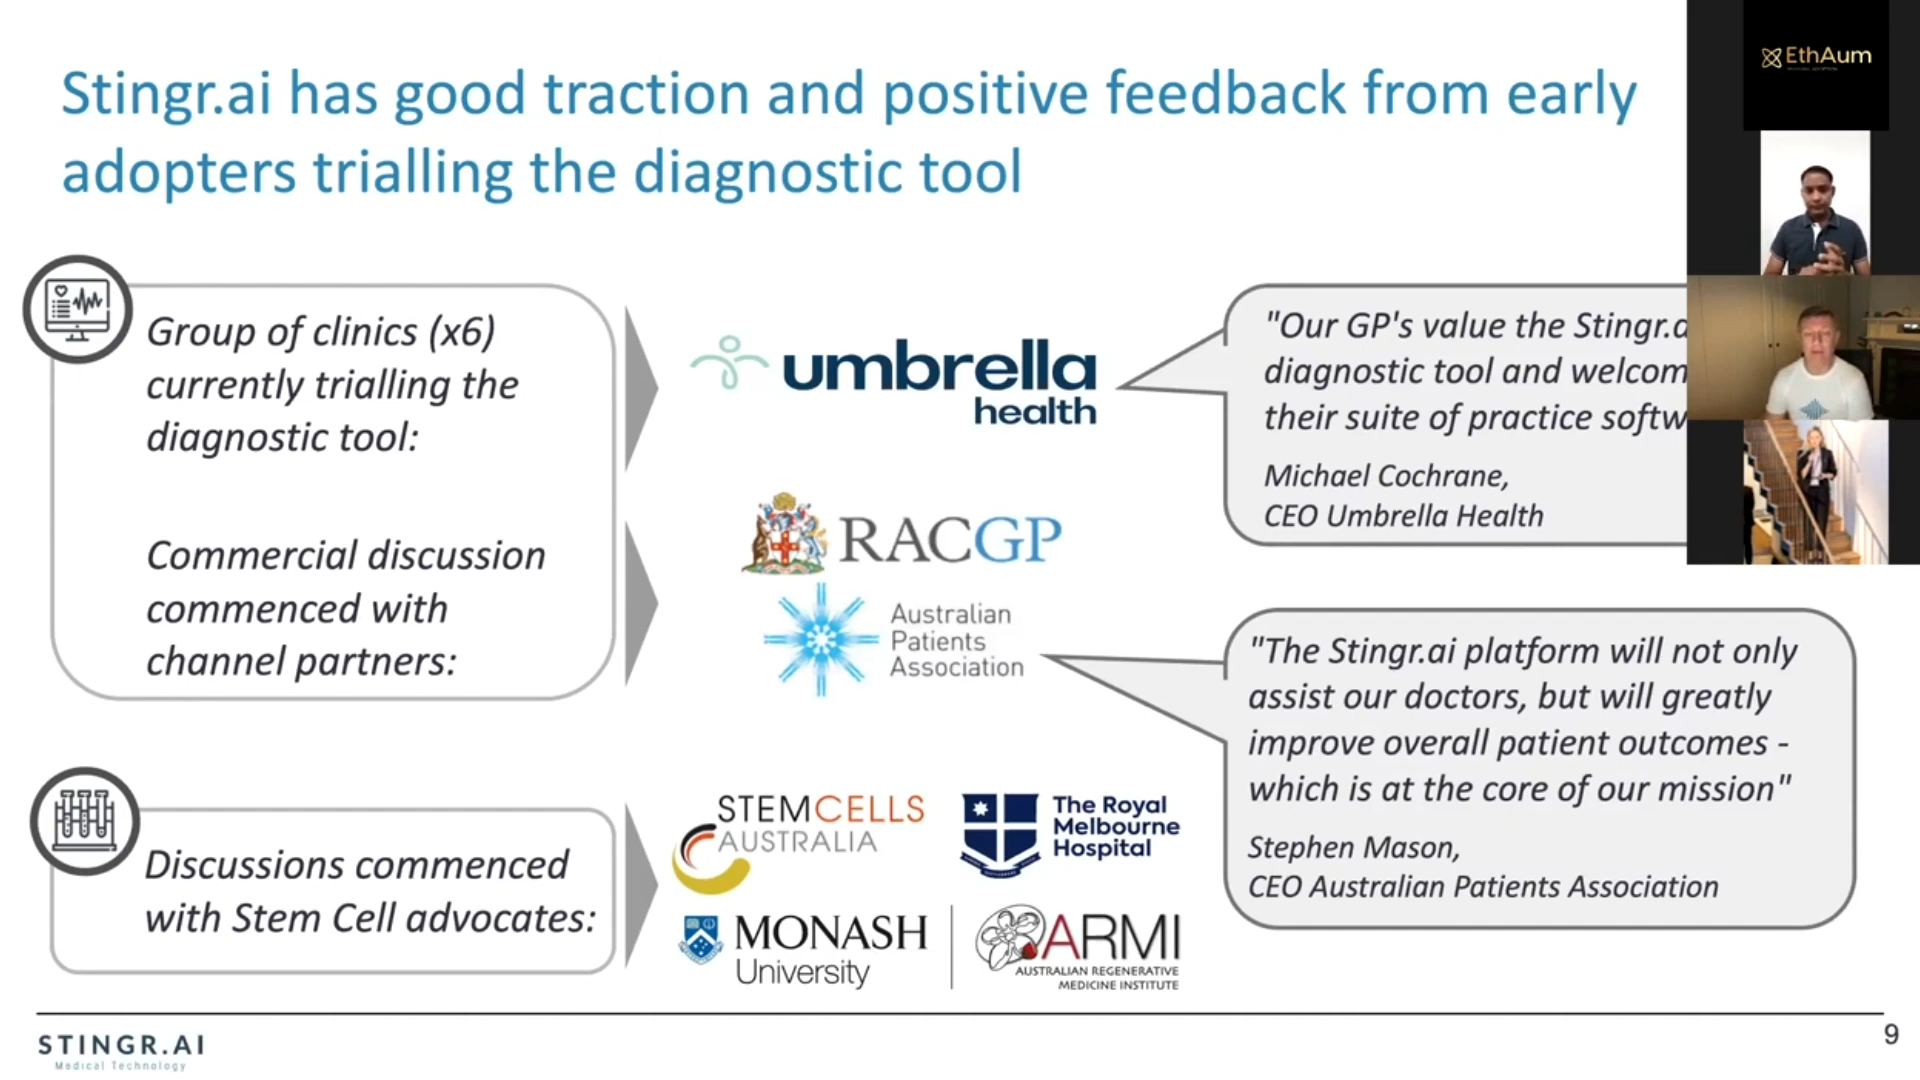 Stingr.ai has good traction and positive feedback from early
adopters trialling the diagnostic tool
Group of clinics (x6)
currently trialling the
diagnostic tool:
Commercial discussion
commenced with
channel partners:
umbrella
health
RACGP
Australian
Patients
Association
"Our GP's value the Stingr.a
diagnostic tool and welcom
their suite of practice softw
Michael Cochrane,
CEO Umbrella Health
"The Stingr.ai platform will not only
assist our doctors, but will greatly
improve overall patient outcomes -
which is at the core of our mission"
Stephen Mason,
CEO Australian Patients Association
Discussions commenced
with Stem Cell advocates:
STEMCELLS
AUSTRALIA
The Royal
Melbourne
Hospital
MONASH
University
ARMI
AUSTRALIAN REGENERATIVE
MEDICINE INSTITUTE
STINGR.AI
Medical Technology
9
EthAum